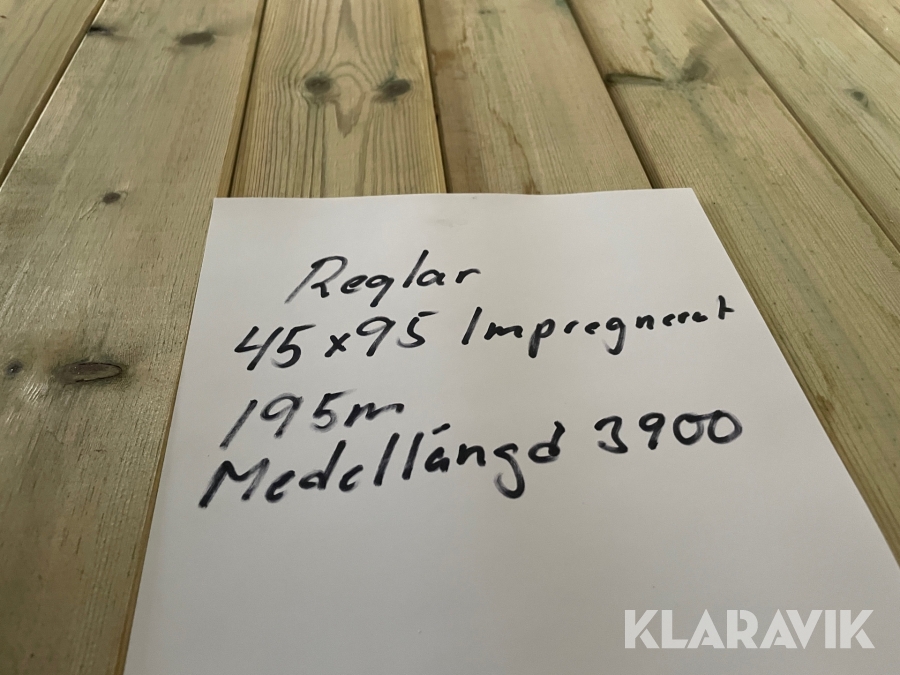 Reglar
45x95 Impregnerat
195m
Medellängd 3900
KLARAVIK